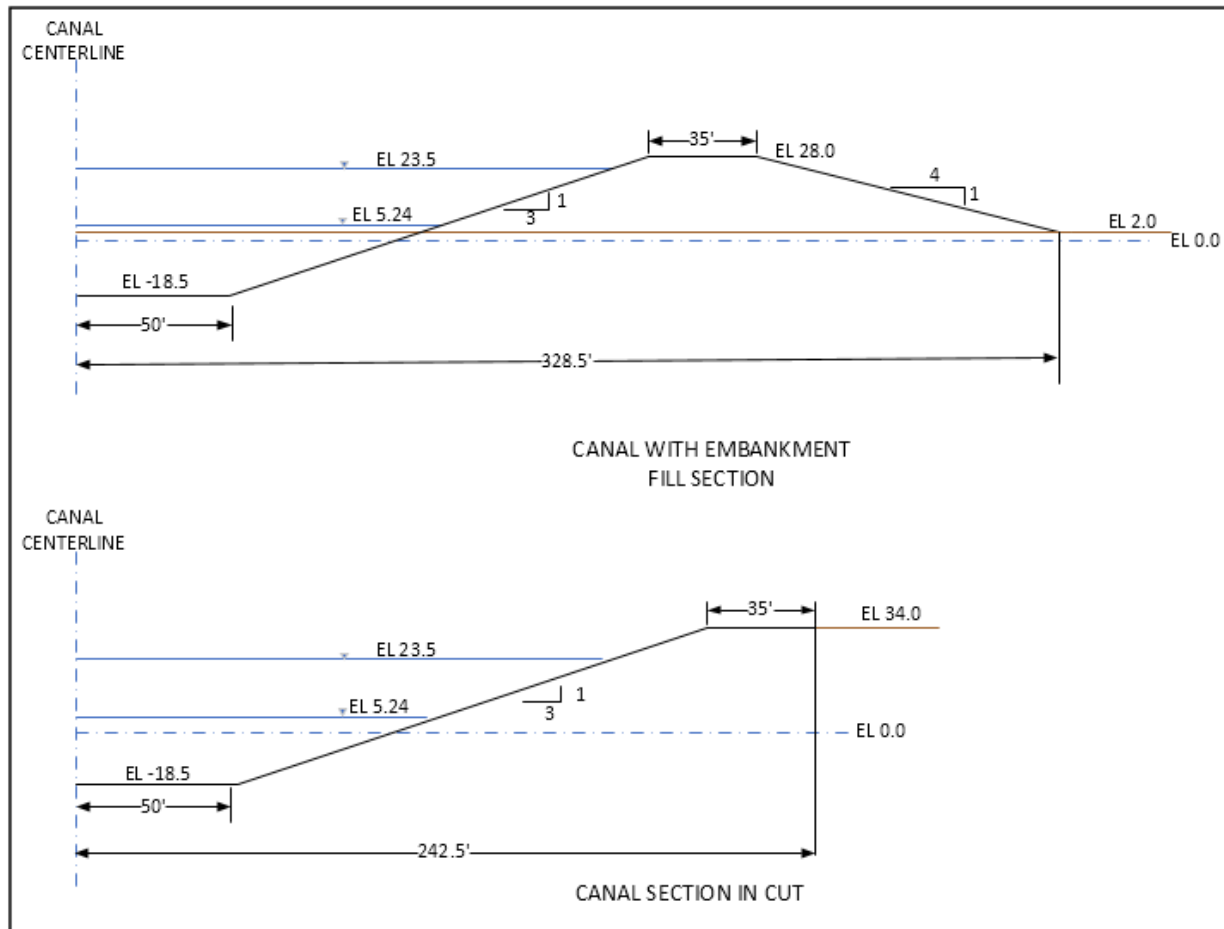 CANAL
CENTERLINE
35'
EL 23.5
EL 28.0
4
1
1
3
EL 5.24
EL 2.0
EL 0.0
EL -18.5
50'
328.5'
CANAL WITH EMBANKMENT
FILL SECTION
CANAL
CENTERLINE
35'
EL 34.0
EL 23.5
1
3
EL 5.24
EL 0.0
EL -18.5
50'
242.5'
CANAL SECTION IN CUT